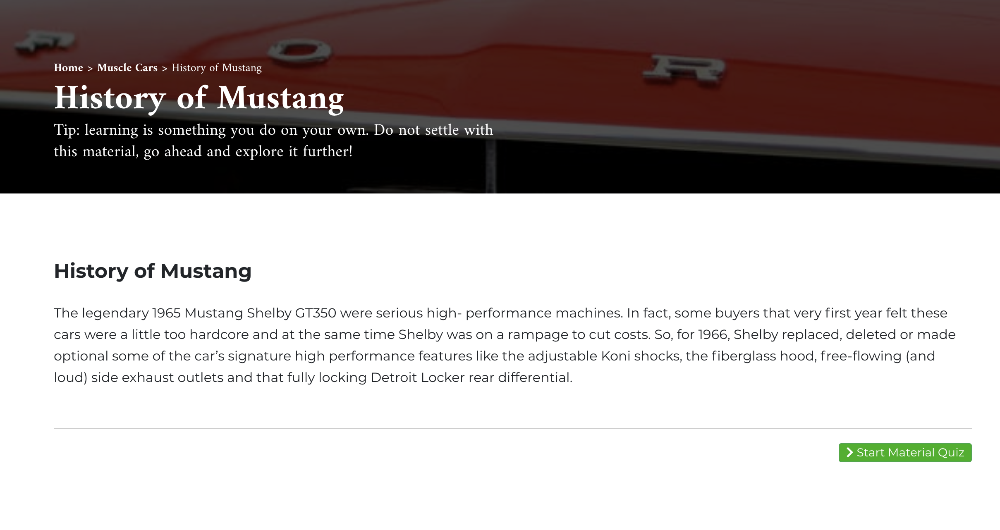 F O R
Home > Muscle Cars > History of Mustang
History of Mustang
Tip: learning is something you do on your own. Do not settle with
this material, go ahead and explore it further!
History of Mustang
The legendary 1965 Mustang Shelby GT350 were serious high- performance machines. In fact, some buyers that very first year felt these
cars were a little too hardcore and at the same time Shelby was on a rampage to cut costs. So, for 1966, Shelby replaced, deleted or made
optional some of the car’s signature high performance features like the adjustable Koni shocks, the fiberglass hood, free-flowing (and
loud) side exhaust outlets and that fully locking Detroit Locker rear differential.
Start Material Quiz